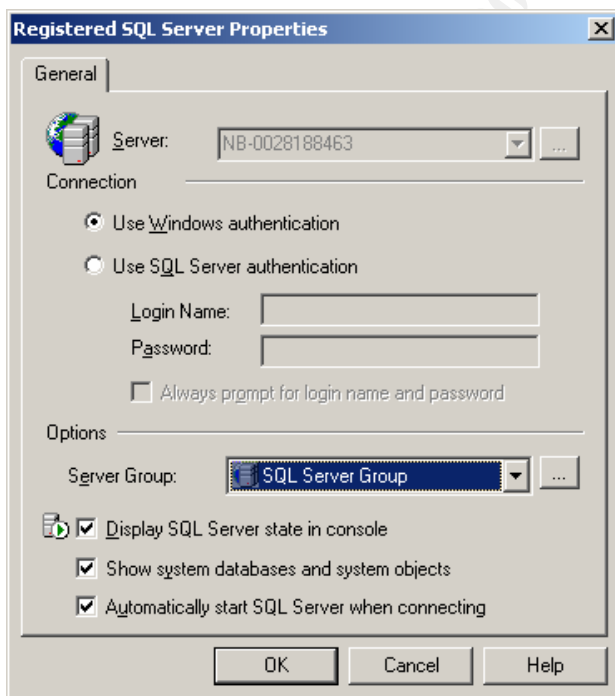 Registered SQL Server Properties
General
Server: NB-0028188463 ...
Connection
Use Windows authentication
Use SQL Server authentication
Login Name:
Password:
Always prompt for login name and password
Options
Server Group: SQL Server Group ...
Display SQL Server state in console
Show system databases and system objects
Automatically start SQL Server when connecting
OK Cancel Help